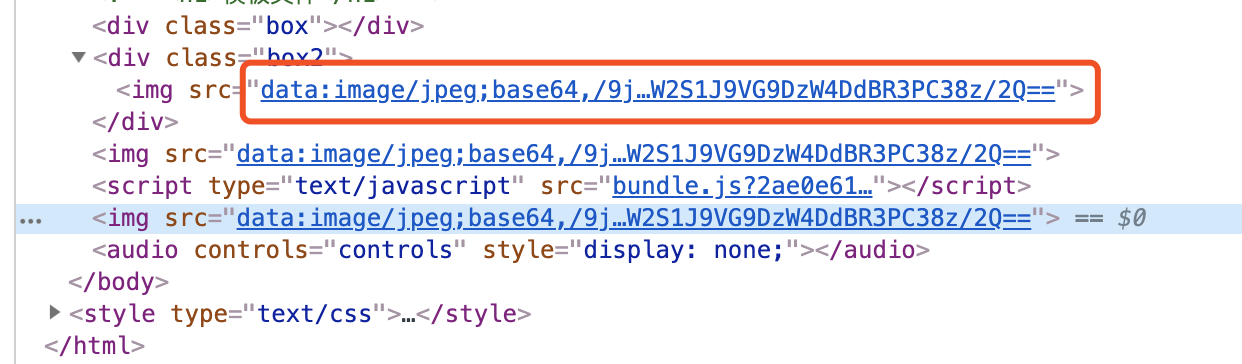 <div class="box"></div>
▼<div class="box2">
<img src="data:image/jpeg;base64,/9j…W2S1J9VG9DzW4DdBR3PC38z/2Q==">
</div>
<img src="data:image/jpeg;base64,/9j…W2S1J9VG9DzW4DdBR3PC38z/2Q==">
<script type="text/javascript" src="bundle.js?2ae0e61…"></script>
… <img src="data:image/jpeg;base64,/9j…W2S1J9VG9DzW4DdBR3PC38z/2Q=="> == $0
<audio controls="controls" style="display: none;"></audio>
</body>
▶<style type="text/css">…</style>
</html>